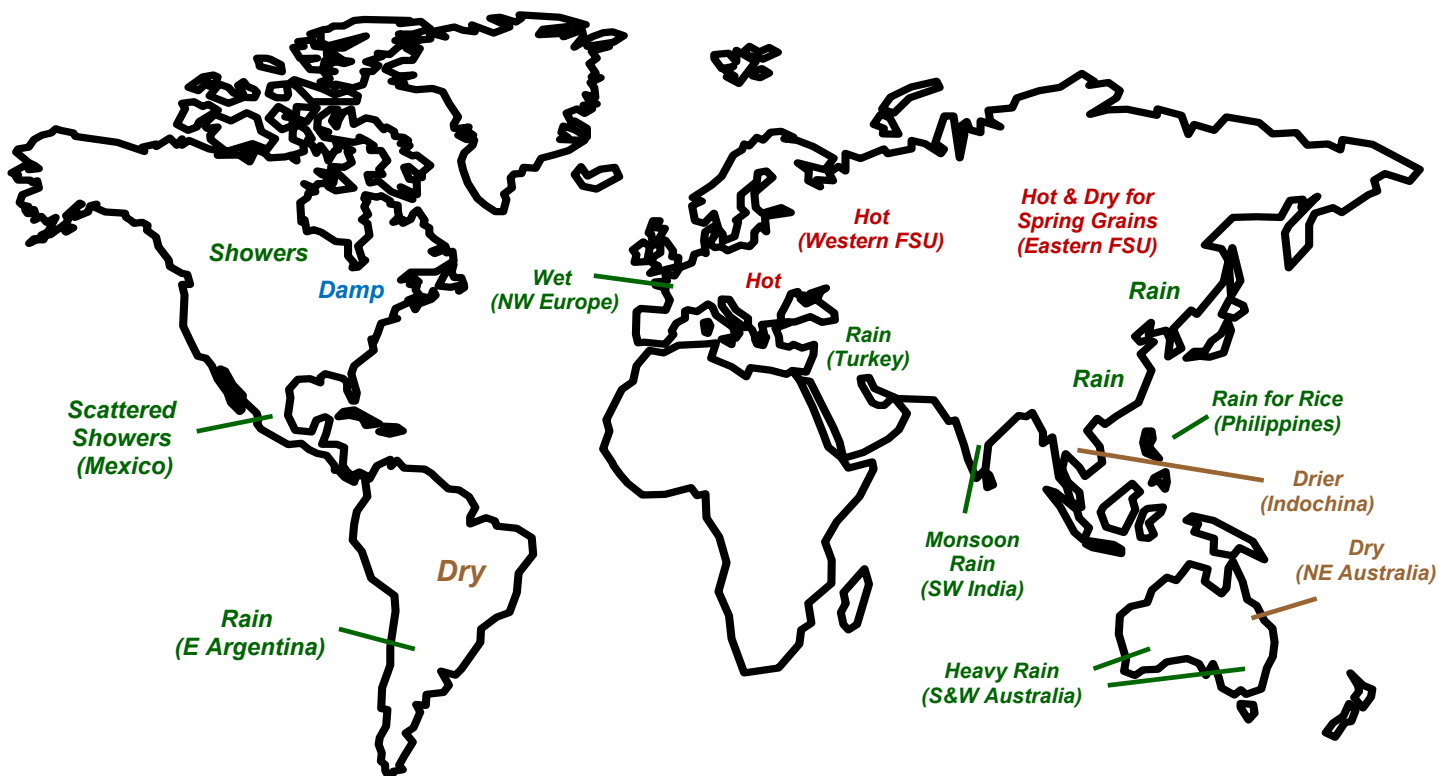 Showers
Damp
Scattered
Showers
(Mexico)
Dry
Rain
(E Argentina)
Wet
(NW Europe)
Hot
Hot
(Western FSU)
Hot & Dry for
Spring Grains
(Eastern FSU)
Rain
(Turkey)
Rain
Rain
Rain for Rice
(Philippines)
Drier
(Indochina)
Monsoon
Rain
(SW India)
Dry
(NE Australia)
Heavy Rain
(S&W Australia)